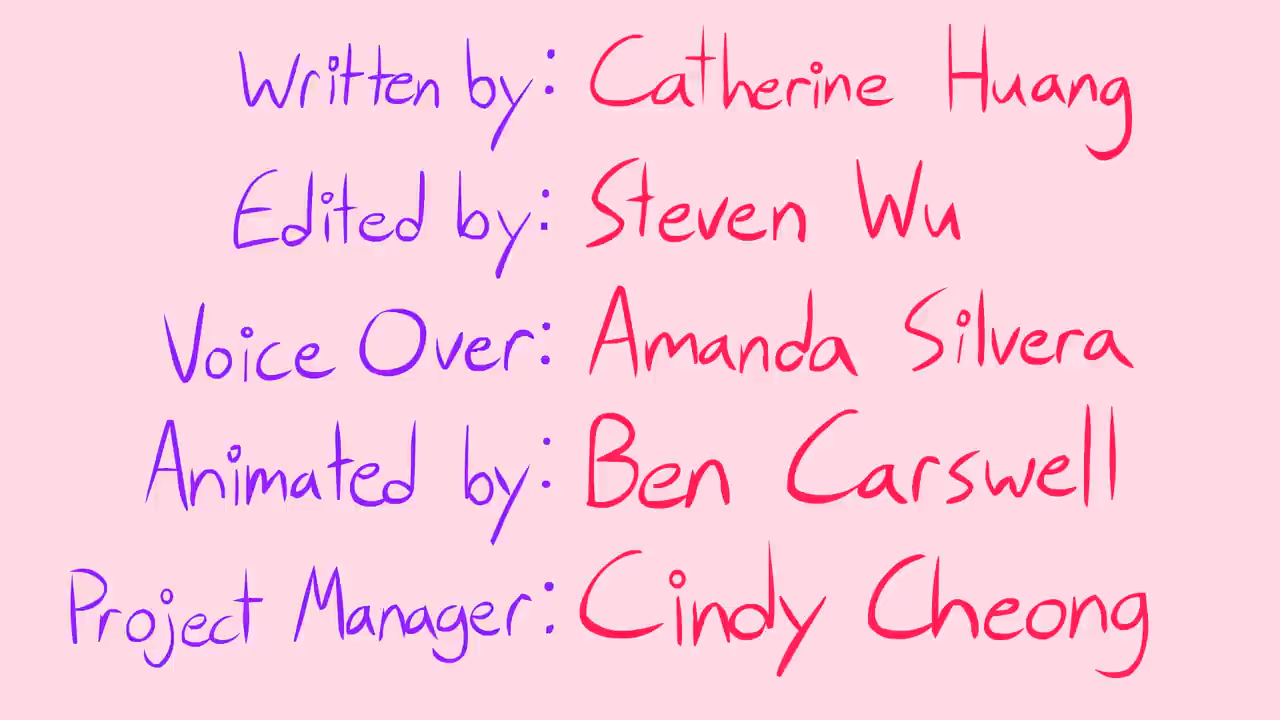 Written by: Catherine Huang
Edited by: Steven Wu
Voice Over: Amanda Silvera
Animated by: Ben Carswell
Project Manager: Cindy Cheong